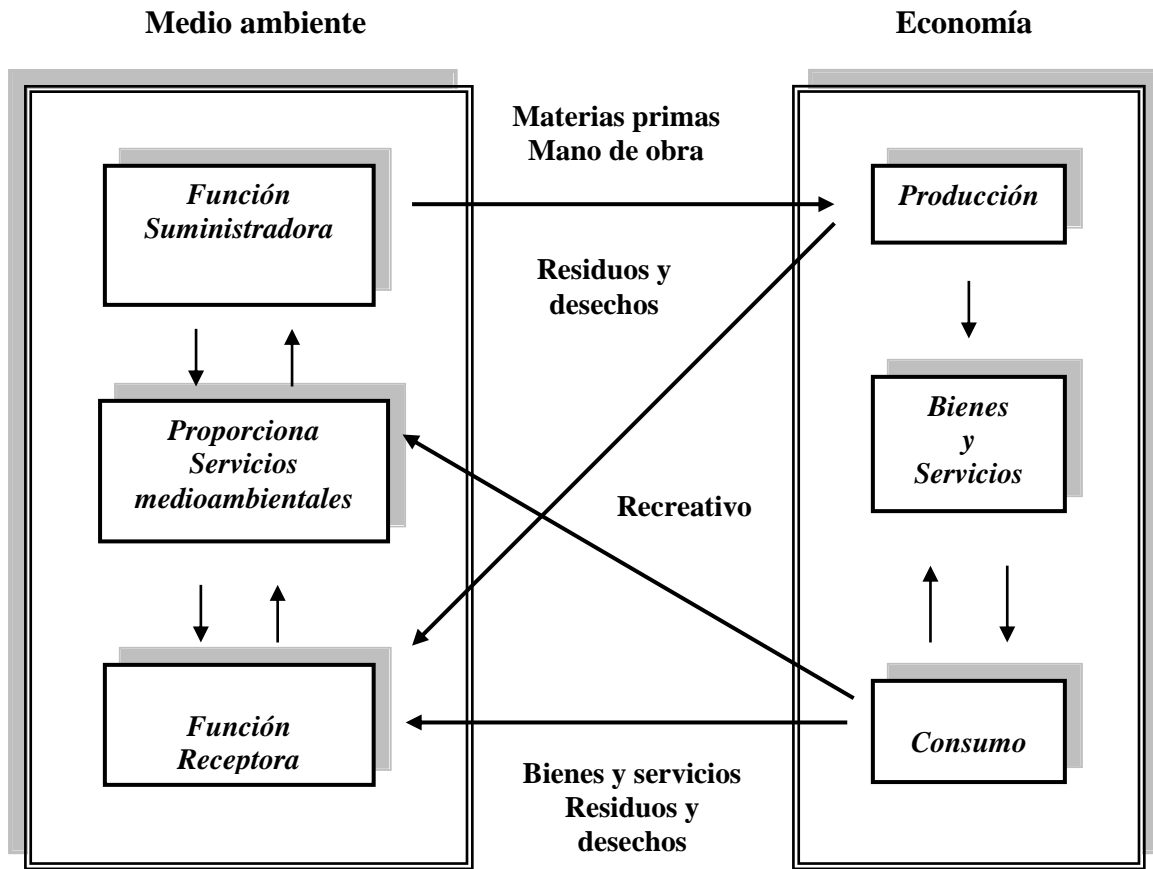 Medio ambiente
Economía
Materias primas
Mano de obra
Función
Suministradora
Producción
Residuos y
desechos
Proporciona
Servicios
medioambientales
Bienes
y
Servicios
Recreativo
Función
Receptora
Consumo
Bienes y servicios
Residuos y
desechos